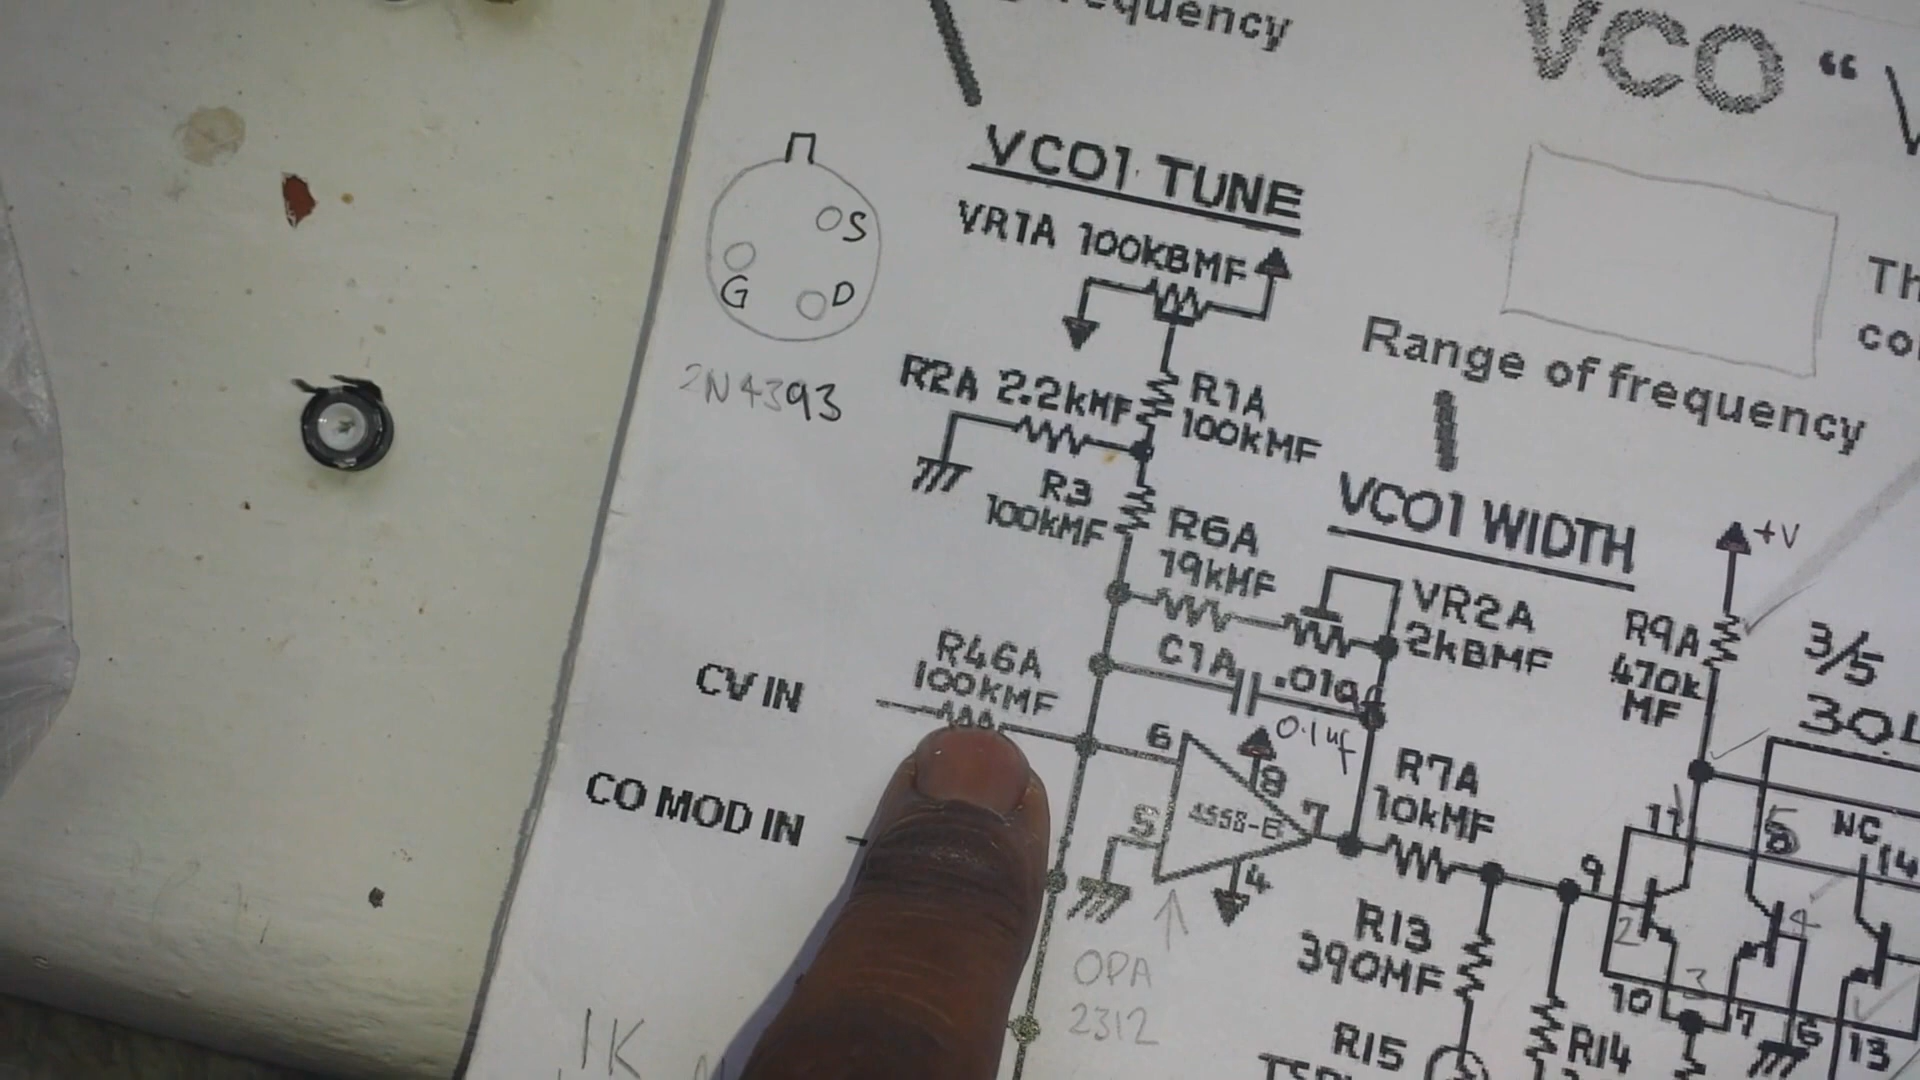 equency
VCO “
VCO1 TUNE
VR1A 100KBMF
S
G
D
2N4393
Th
co
Range of frequency
R2A 2.2kMF
R1A
100kMF
R3
100kMF
VCO1 WIDTH
+V
R6A
19kMF
VR2A
2kBMF
R9A
470k
MF
3/5
R46A
100kMF
C1A
CV IN
0.1uf
6
8
CO MOD IN
5
4558-B
7
4
R7A
10kMF
11
NC
14
9
2
4
OPA
2312
R13
390MF
3
10
7
6
13
R15
R14
1K